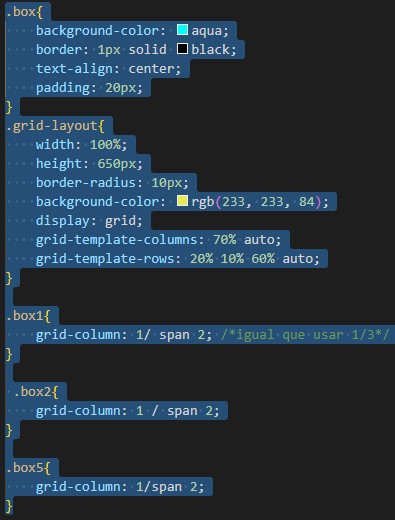 .box{
    background-color: aqua;
    border: 1px solid black;
    text-align: center;
    padding: 20px;
}
.grid-layout{
    width: 100%;
    height: 650px;
    border-radius: 10px;
    background-color: rgb(233, 233, 84);
    display: grid;
    grid-template-columns: 70% auto;
    grid-template-rows: 20% 10% 60% auto;
}

.box1{
    grid-column: 1/ span 2; /*igual que usar 1/3*/
}

 .box2{
    grid-column: 1 / span 2;
}

.box5{
    grid-column: 1/span 2;
}